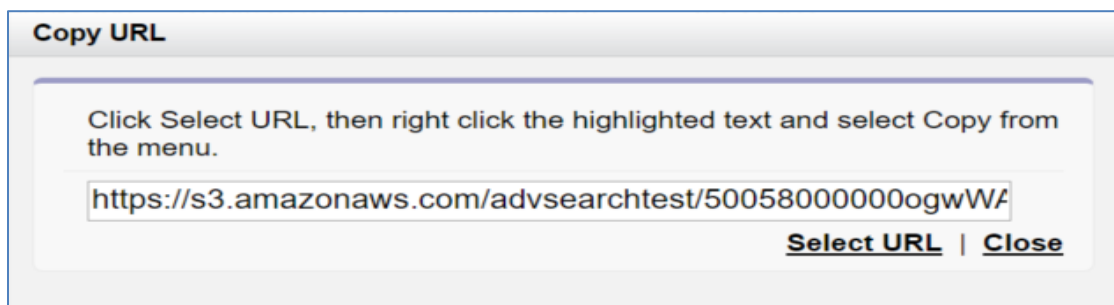 Copy URL
Click Select URL, then right click the highlighted text and select Copy from
the menu.
https://s3.amazonaws.com/advsearchtest/50058000000ogwWA
Select URL | Close